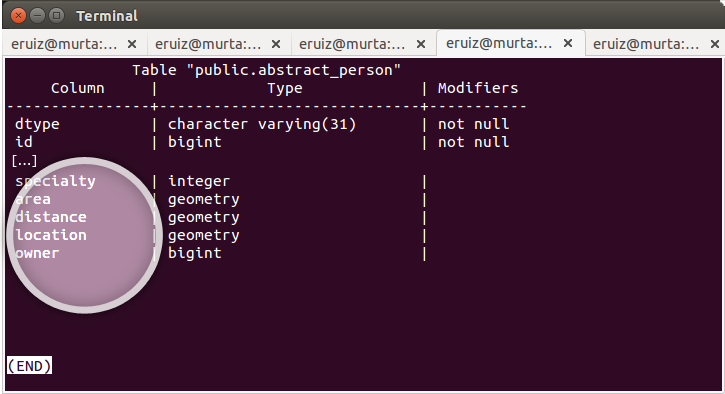 Terminal
eruiz@murta:... × eruiz@murta:... × eruiz@murta:... × eruiz@murta:... × eruiz@murta:... ×
Table "public.abstract_person"
Column | Type | Modifiers
----------------+-----------------------------+-----------
dtype | character varying(31) | not null
id | bigint | not null
[...]
specialty | integer |
area | geometry |
distance | geometry |
location | geometry |
owner | bigint |
(END)